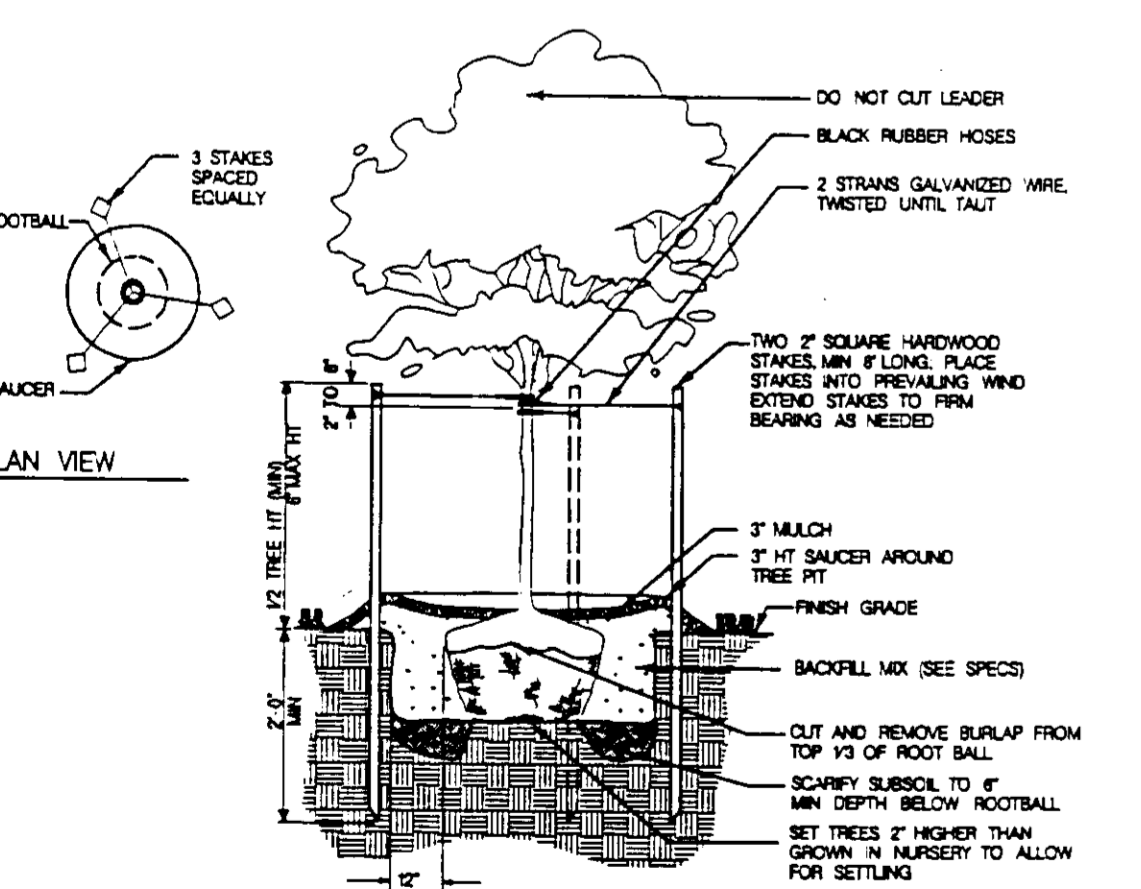 DO NOT CUT LEADER
BLACK RUBBER HOSES
2 STRANS GALVANIZED WIRE,
TWISTED UNTIL TAUT
3 STAKES
SPACED
EQUALLY
OOTBALL
AUCER
LAN VIEW
TWO 2" SQUARE HARDWOOD
STAKES, MIN 8' LONG; PLACE
STAKES INTO PREVAILING WIND
EXTEND STAKES TO FIRM
BEARING AS NEEDED
2" TO 6"
1/2 TREE HT (MIN)
6' MAX HT
3" MULCH
3" HT SAUCER AROUND
TREE PIT
FINISH GRADE
BACKFILL MIX (SEE SPECS)
2'-0"
MIN
CUT AND REMOVE BURLAP FROM
TOP 1/3 OF ROOT BALL
SCARIFY SUBSOIL TO 6"
MIN DEPTH BELOW ROOTBALL
SET TREES 2" HIGHER THAN
GROWN IN NURSERY TO ALLOW
FOR SETTLING
12"